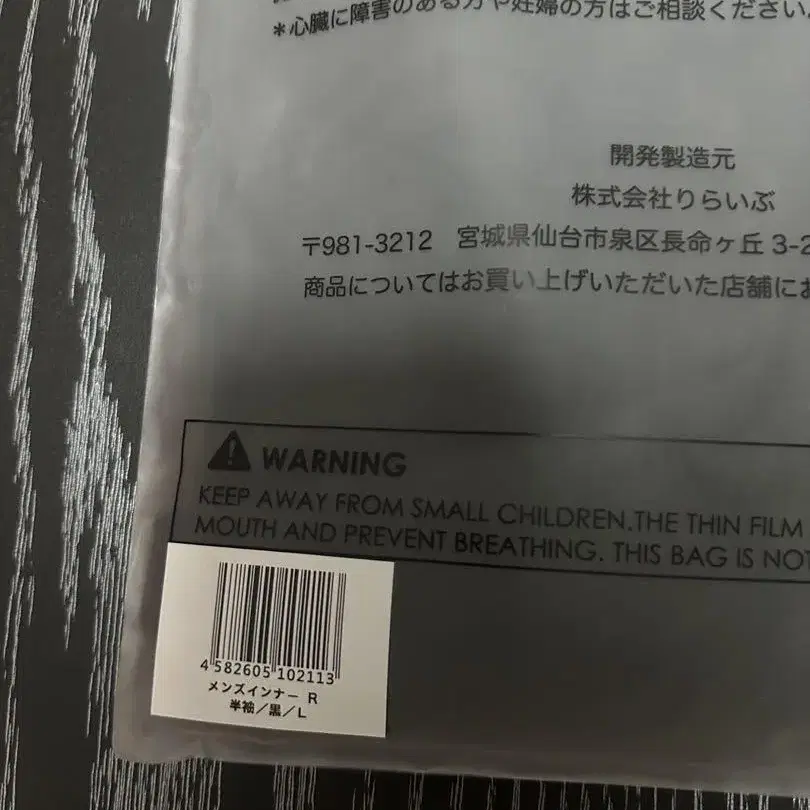 *心臓に障害のある方や妊婦の方はご相談ください
開発製造元
株式会社りらいぶ
〒981-3212 宮城県仙台市泉区長命ヶ丘3-2
商品についてはお買い上げいただいた店舗にお
WARNING
KEEP AWAY FROM SMALL CHILDREN.THE THIN FILM
MOUTH AND PREVENT BREATHING. THIS BAG IS NOT
4 582605 102113
メンズインナー R
半袖/黒/L